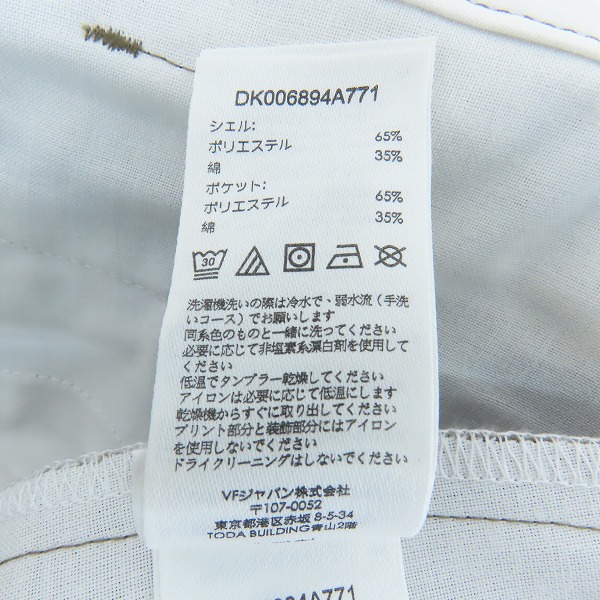 DK006894A771
シェル:
ポリエステル 65%
綿 35%
ポケット:
ポリエステル 65%
綿 35%
30
洗濯機洗いの際は冷水で、弱水流（手洗
いコース）でお願いします
同系色のものと一緒に洗ってください
必要に応じて非塩素系漂白剤を使用して
ください
低温でタンブラー乾燥してください
アイロンは必要に応じて低温にします
乾燥機からすぐに取り出してください
プリント部分と装飾部分にはアイロン
を使用しないでください
ドライクリーニングはしないでください
VFジャパン株式会社
〒107-0052
東京都港区赤坂 8-5-34
TODA BUILDING青山2階